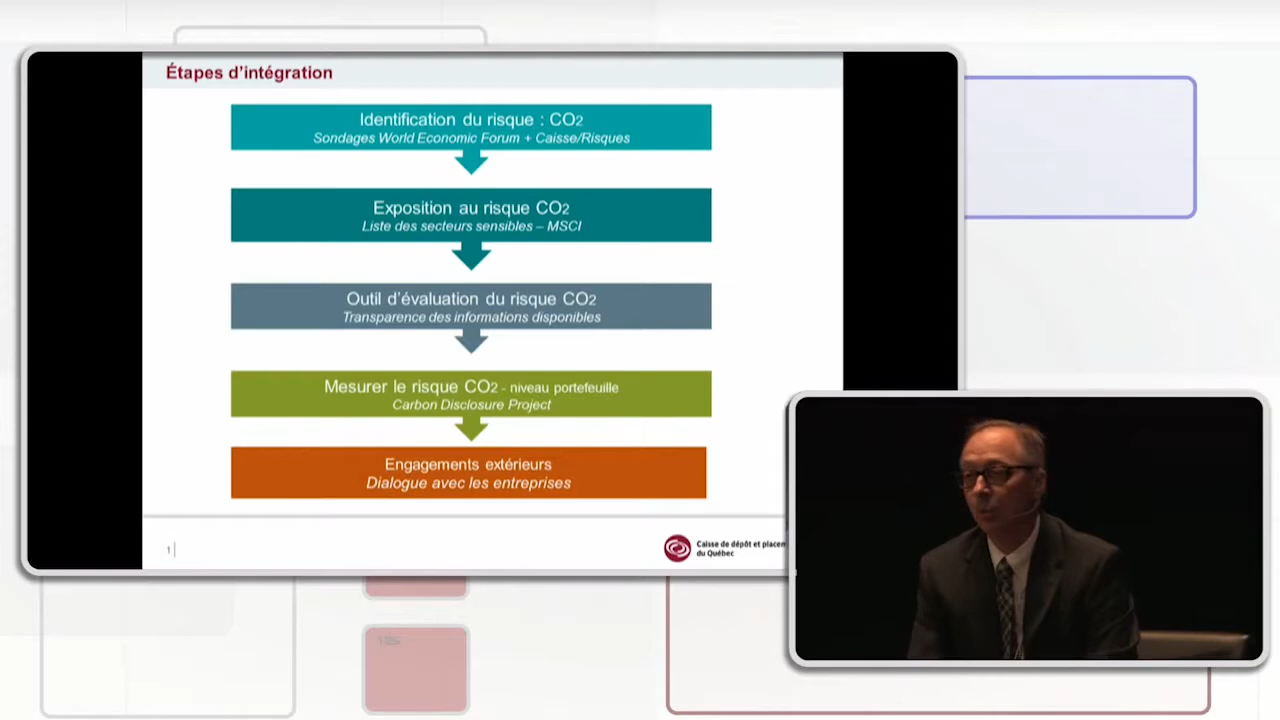 Étapes d'intégration
Identification du risque : CO2
Sondages World Economic Forum + Caisse/Risques
Exposition au risque CO2
Liste des secteurs sensibles – MSCI
Outil d'évaluation du risque CO2
Transparence des informations disponibles
Mesurer le risque CO2 - niveau portefeuille
Carbon Disclosure Project
Engagements extérieurs
Dialogue avec les entreprises
1
Caisse de dépôt et placem
du Québec